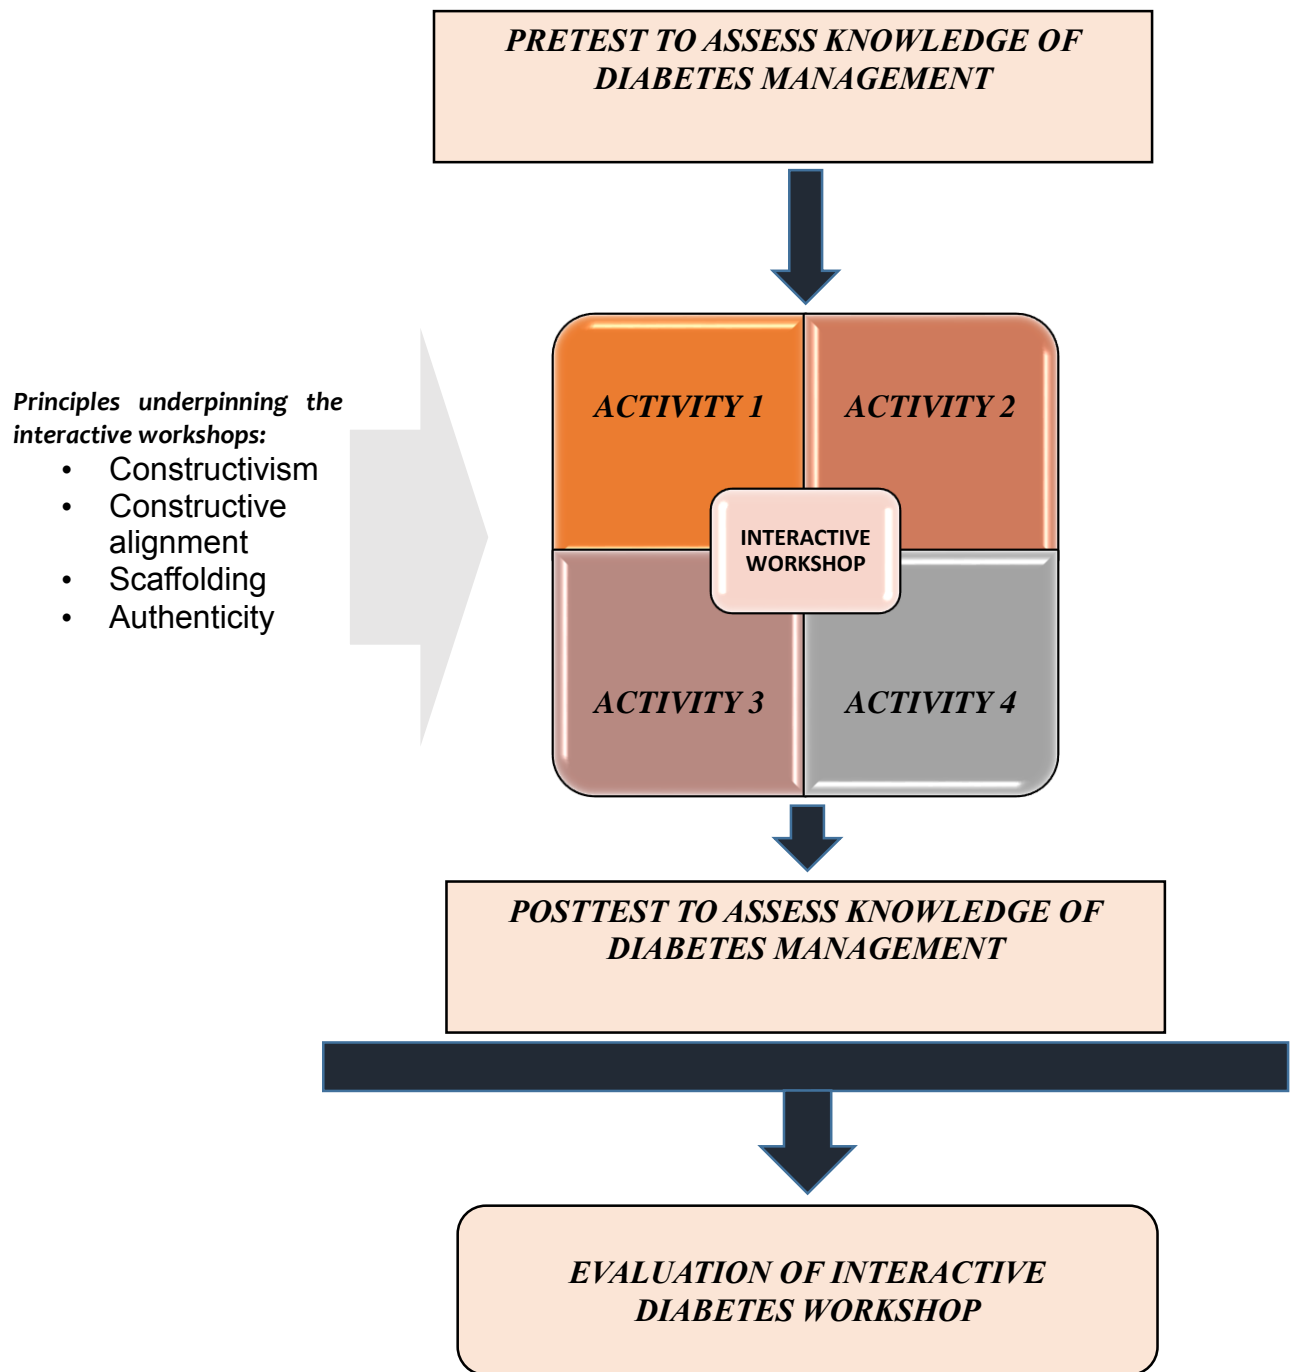 PRETEST TO ASSESS KNOWLEDGE OF
DIABETES MANAGEMENT
Principles underpinning the
interactive workshops:
• Constructivism
• Constructive
alignment
• Scaffolding
• Authenticity
ACTIVITY 1
ACTIVITY 2
INTERACTIVE
WORKSHOP
ACTIVITY 3
ACTIVITY 4
POSTTEST TO ASSESS KNOWLEDGE OF
DIABETES MANAGEMENT
EVALUATION OF INTERACTIVE
DIABETES WORKSHOP